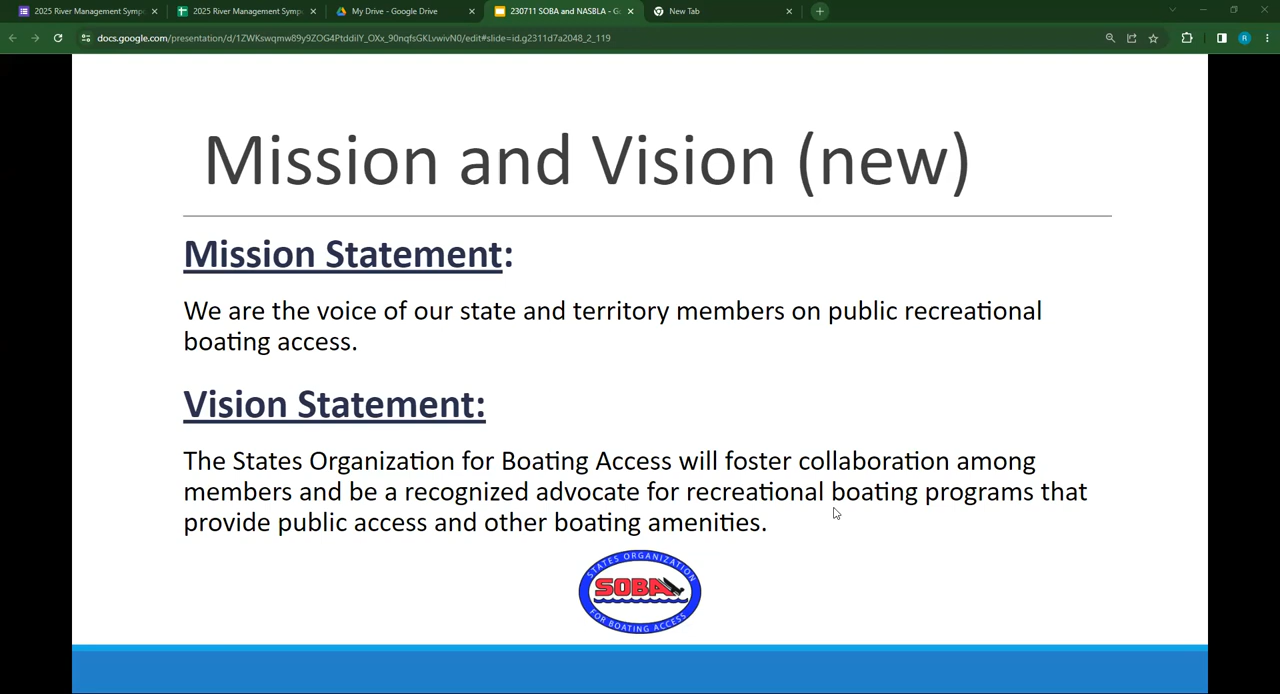 2025 River Management Symp
2025 River Management Symp
My Drive - Google Drive
230711 SOBA and NASBLA - G
New Tab
docs.google.com/presentation/d/1ZWKswqmw89y9ZOG4PtddilY_OXx_90nqfsGKLvwivN0/edit#slide=id.g2311d7a2048_2_119
R
Mission and Vision (new)
Mission Statement:
We are the voice of our state and territory members on public recreational
boating access.
Vision Statement:
The States Organization for Boating Access will foster collaboration among
members and be a recognized advocate for recreational boating programs that
provide public access and other boating amenities.
STATES ORGANIZATION
SOBA
FOR BOATING ACCESS